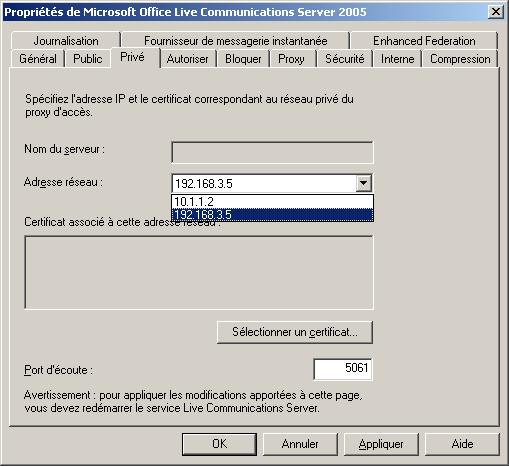 Propriétés de Microsoft Office Live Communications Server 2005
Journalisation
Fournisseur de messagerie instantanée
Enhanced Federation
Général
Public
Privé
Autoriser
Bloquer
Proxy
Sécurité
Interne
Compression
Spécifiez l'adresse IP et le certificat correspondant au réseau privé du
proxy d'accès.
Nom du serveur :
Adresse réseau :
192.168.3.5
10.1.1.2
192.168.3.5
Certificat associé à cette adresse réseau :
Sélectionner un certificat...
Port d'écoute :
5061
Avertissement : pour appliquer les modifications apportées à cette page,
vous devez redémarrer le service Live Communications Server.
OK
Annuler
Appliquer
Aide